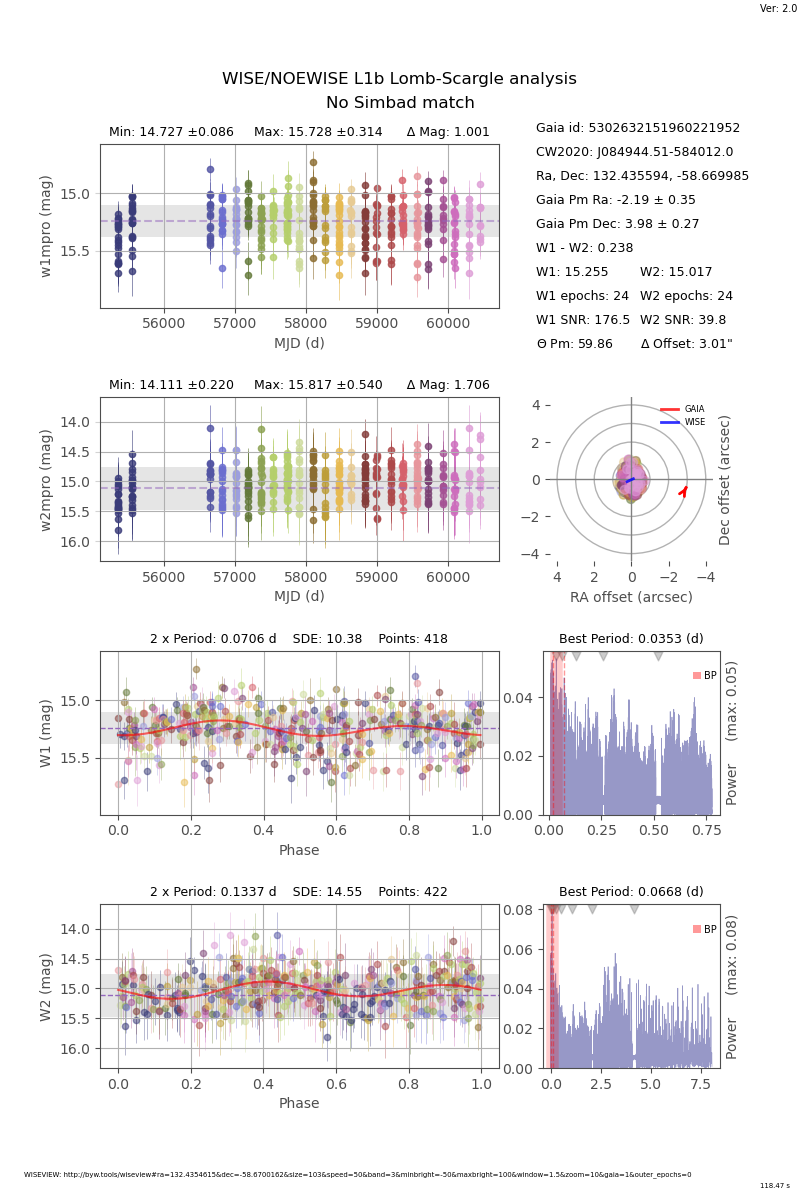 Ver: 2.0
WISE/NOEWISE L1b Lomb-Scargle analysis
No Simbad match
Min: 14.727 ±0.086 Max: 15.728 ±0.314 Δ Mag: 1.001
w1mpro (mag)
15.0
15.5
56000 57000 58000 59000 60000
MJD (d)
Gaia id: 5302632151960221952
CW2020: J084944.51-584012.0
Ra, Dec: 132.435594, -58.669985
Gaia Pm Ra: -2.19 ± 0.35
Gaia Pm Dec: 3.98 ± 0.27
W1 - W2: 0.238
W1: 15.255 W2: 15.017
W1 epochs: 24 W2 epochs: 24
W1 SNR: 176.5 W2 SNR: 39.8
Θ Pm: 59.86 Δ Offset: 3.01"
Min: 14.111 ±0.220 Max: 15.817 ±0.540 Δ Mag: 1.706
w2mpro (mag)
14.0
14.5
15.0
15.5
16.0
56000 57000 58000 59000 60000
MJD (d)
GAIA
WISE
4
2
0
−2
−4
4 2 0 −2 −4
RA offset (arcsec)
Dec offset (arcsec)
2 x Period: 0.0706 d SDE: 10.38 Points: 418
W1 (mag)
15.0
15.5
0.0 0.2 0.4 0.6 0.8 1.0
Phase
Best Period: 0.0353 (d)
BP
0.04
0.02
0.00
0.00 0.25 0.50 0.75
Power (max: 0.05)
2 x Period: 0.1337 d SDE: 14.55 Points: 422
W2 (mag)
14.0
14.5
15.0
15.5
16.0
0.0 0.2 0.4 0.6 0.8 1.0
Phase
Best Period: 0.0668 (d)
BP
0.08
0.06
0.04
0.02
0.00
0.0 2.5 5.0 7.5
Power (max: 0.08)
WISEVIEW: http://byw.tools/wiseview#ra=132.4354615&dec=-58.6700162&size=103&speed=50&band=3&minbright=-50&maxbright=100&window=1.5&zoom=10&gaia=1&outer_epochs=0
118.47 s